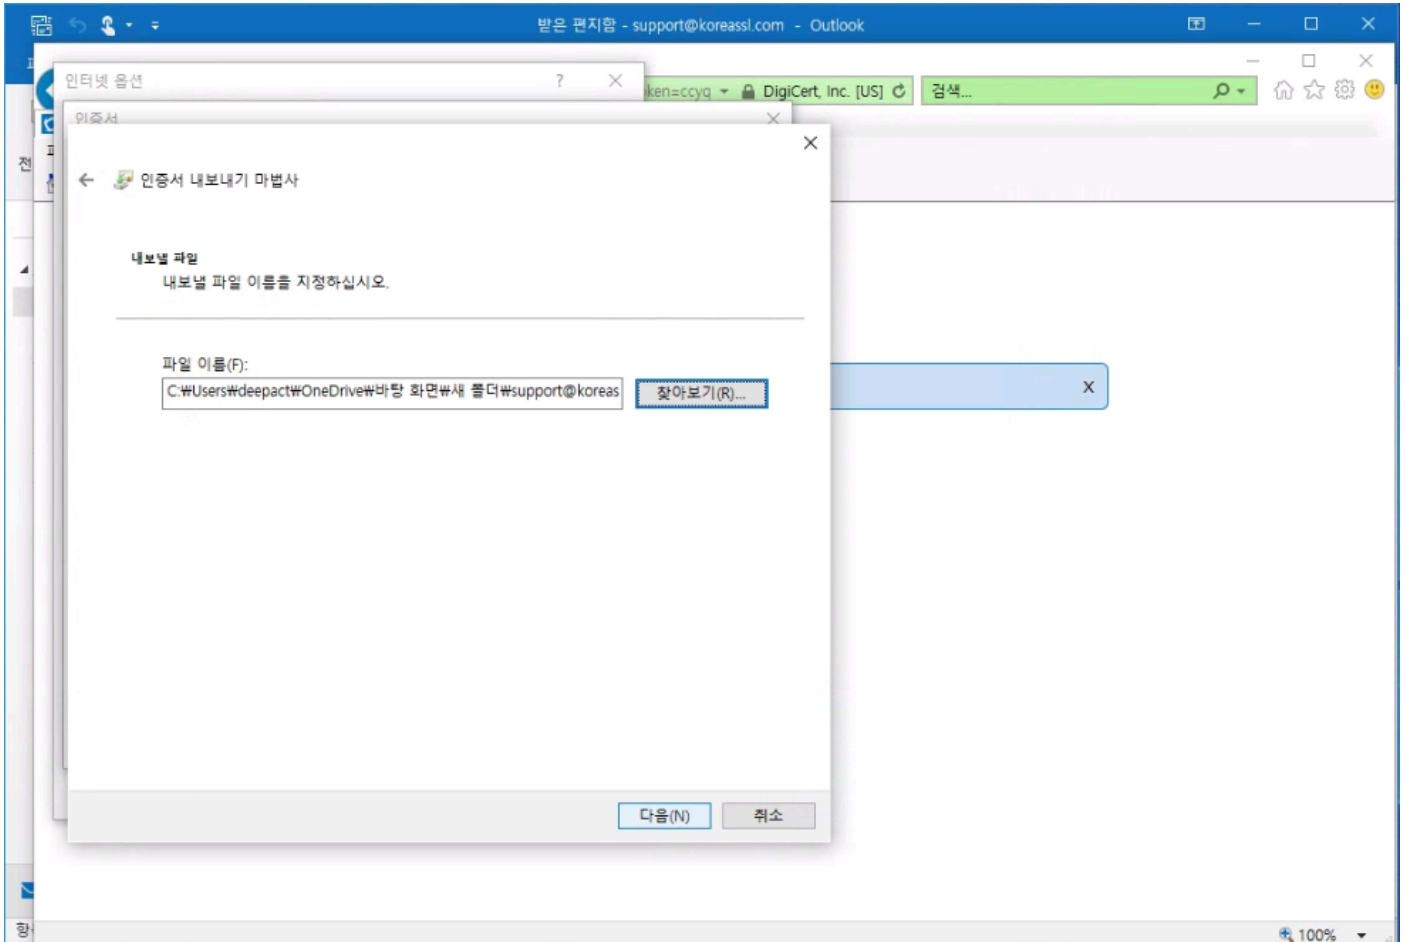 받은 편지함 - support@koreassl.com - Outlook
인터넷 옵션
?
ken=ccyq
DigiCert, Inc. [US]
검색...
인증서
전
인증서 내보내기 마법사
내보낼 파일
내보낼 파일 이름을 지정하십시오.
파일 이름(F):
C:₩Users₩deepact₩OneDrive₩바탕 화면₩새 폴더₩support@koreas
찾아보기(R)...
x
다음(N)
취소
항
100%